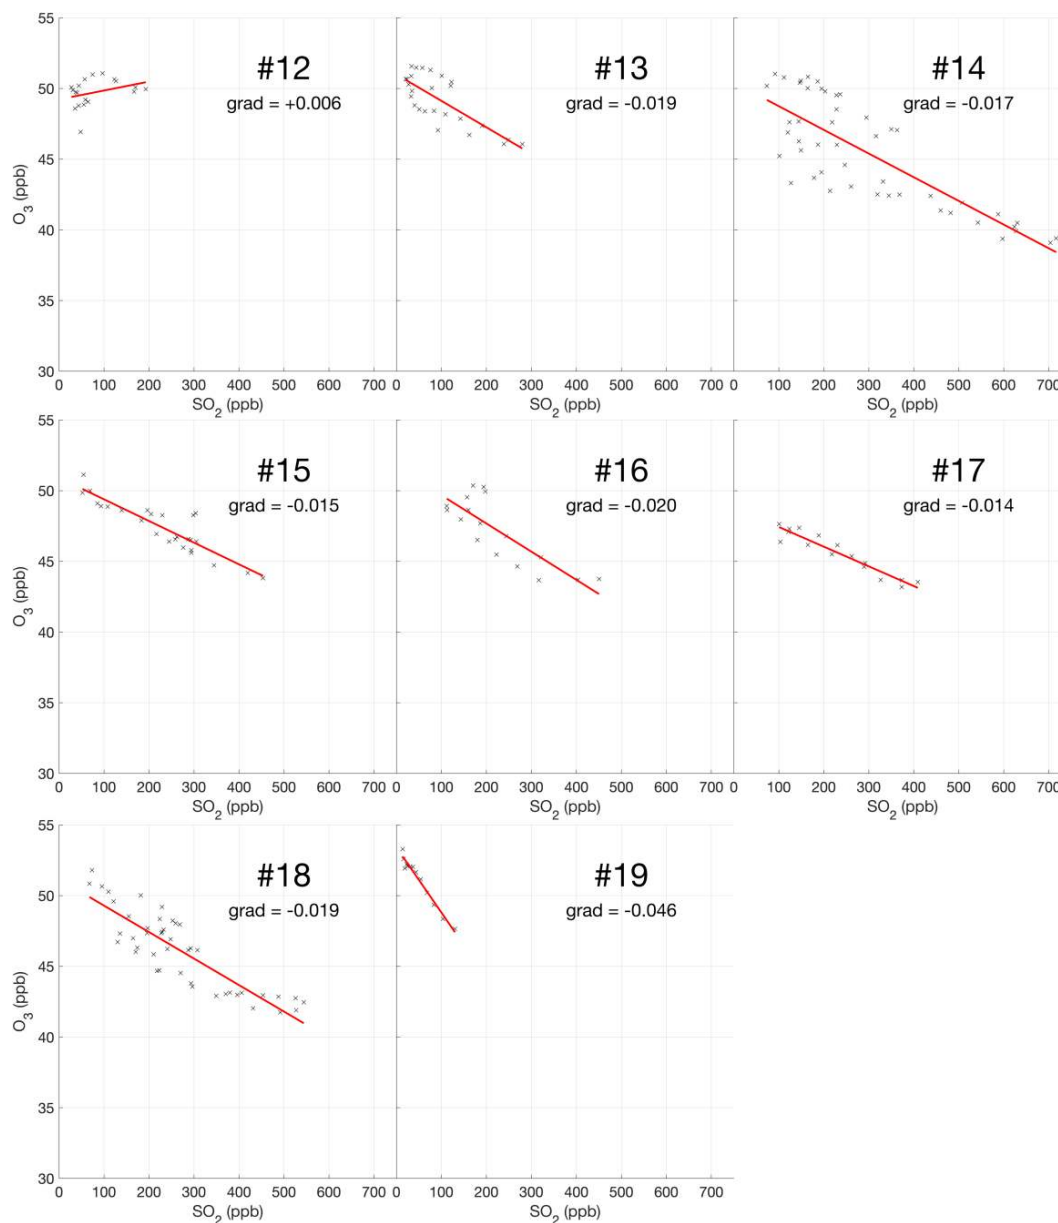 55
50
45
40
35
30
O3 (ppb)
#12
grad = +0.006
0 100 200 300 400 500 600 700
SO2 (ppb)
#13
grad = -0.019
0 100 200 300 400 500 600 700
SO2 (ppb)
#14
grad = -0.017
0 100 200 300 400 500 600 700
SO2 (ppb)
55
50
45
40
35
30
O3 (ppb)
#15
grad = -0.015
0 100 200 300 400 500 600 700
SO2 (ppb)
#16
grad = -0.020
0 100 200 300 400 500 600 700
SO2 (ppb)
#17
grad = -0.014
0 100 200 300 400 500 600 700
SO2 (ppb)
55
50
45
40
35
30
O3 (ppb)
#18
grad = -0.019
0 100 200 300 400 500 600 700
SO2 (ppb)
#19
grad = -0.046
0 100 200 300 400 500 600 700
SO2 (ppb)